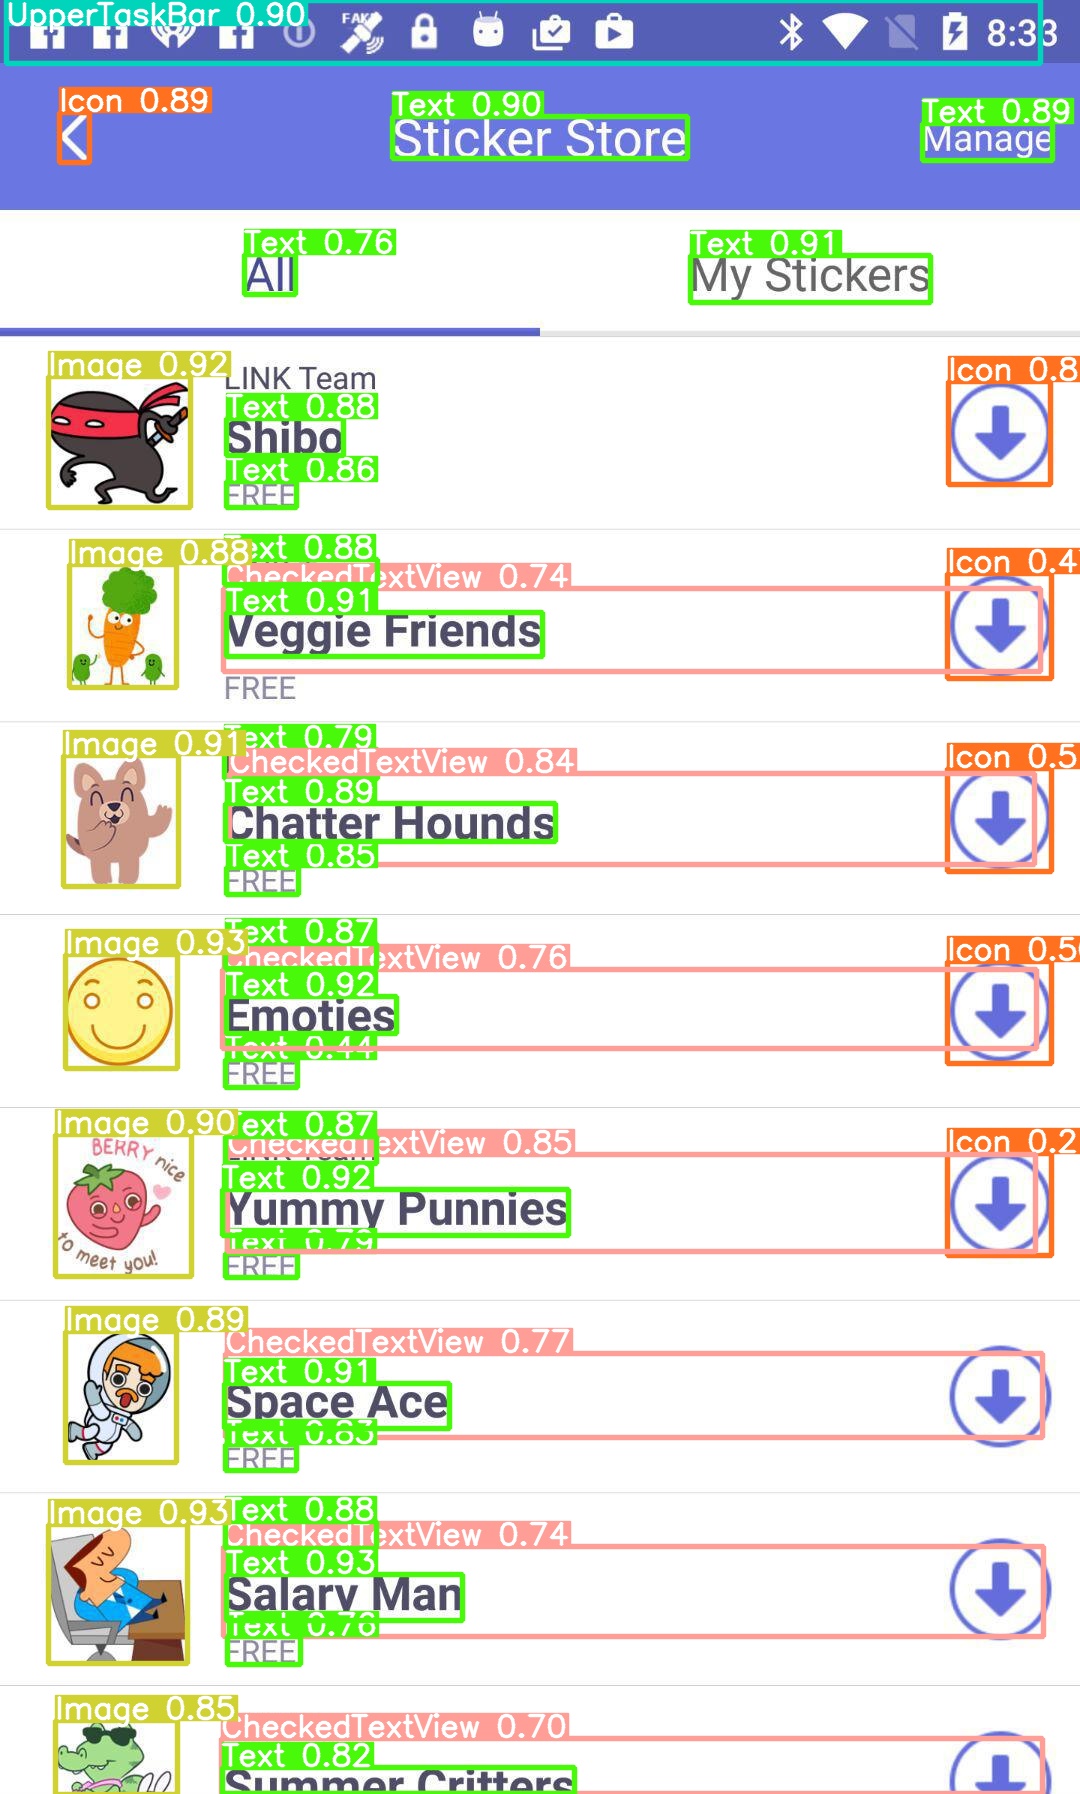 UpperTaskBar 0.90
FAKE
8:33
Icon 0.89
Text 0.90
Text 0.89
Sticker Store
Manage
Text 0.76
Text 0.91
All
My Stickers
Image 0.92
LINK Team
Icon 0.8
Text 0.88
Shibo
Text 0.86
FREE
Image 0.88
Text 0.88
Icon 0.4
CheckedTextView 0.74
Text 0.91
Veggie Friends
FREE
Image 0.91
Text 0.79
Icon 0.5
CheckedTextView 0.84
Text 0.89
Chatter Hounds
Text 0.85
FREE
Image 0.93
Text 0.87
Icon 0.5
CheckedTextView 0.76
Text 0.92
Emoties
Text 0.44
FREE
Image 0.90
Text 0.87
Icon 0.2
CheckedTextView 0.85
BERRY nice
to meet you!
LINK Team
Text 0.92
Yummy Punnies
Text 0.79
FREE
Image 0.89
CheckedTextView 0.77
Text 0.91
Space Ace
Text 0.83
FREE
Image 0.93
Text 0.88
CheckedTextView 0.74
Text 0.93
Salary Man
Text 0.76
FREE
Image 0.85
CheckedTextView 0.70
Text 0.82
Summer Critters